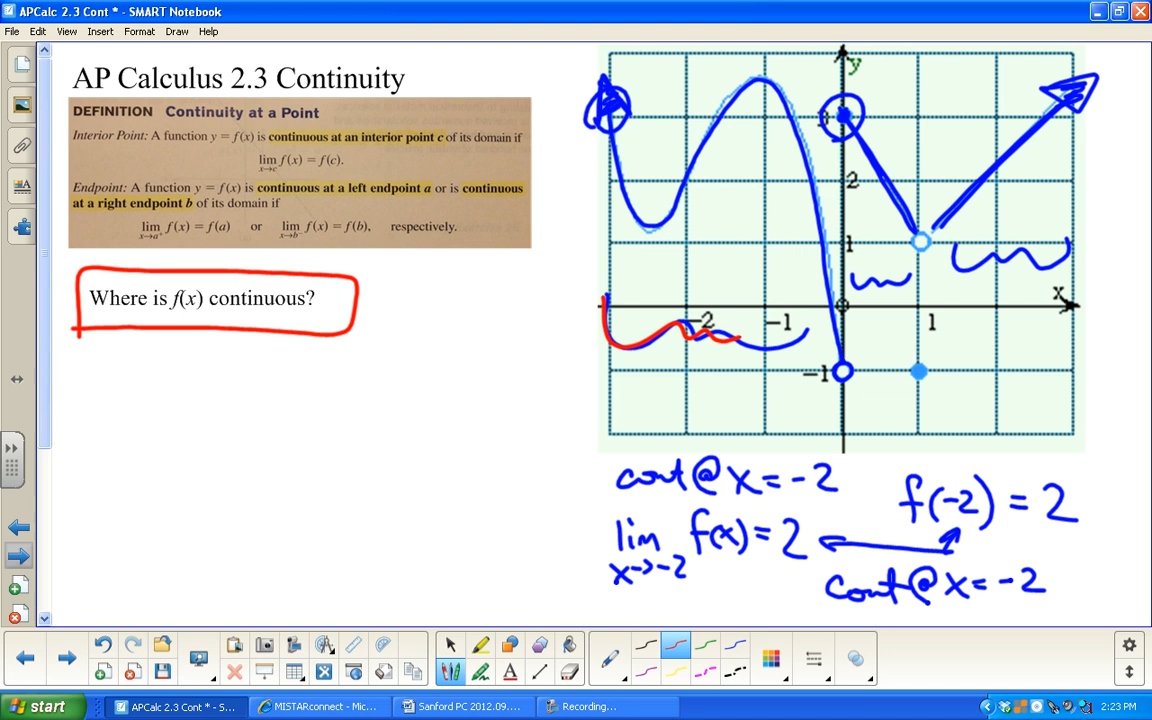 APCalc 2.3 Cont * - SMART Notebook
File Edit View Insert Format Draw Help
AP Calculus 2.3 Continuity
DEFINITION Continuity at a Point
Interior Point: A function y = f(x) is continuous at an interior point c of its domain if
lim x→c f(x) = f(c).
Endpoint: A function y = f(x) is continuous at a left endpoint a or is continuous
at a right endpoint b of its domain if
lim x→a⁺ f(x) = f(a) or lim x→b⁻ f(x) = f(b), respectively.
Where is f(x) continuous?
y
3
2
1
x
-2 -1 1
-1
cont@ x = -2
f(-2) = 2
lim x→-2 f(x) = 2
cont@ x = -2
start
APCalc 2.3 Cont * - S...
MISTARconnect - Mic...
Sanford PC 2012.09....
Recording...
2:23 PM